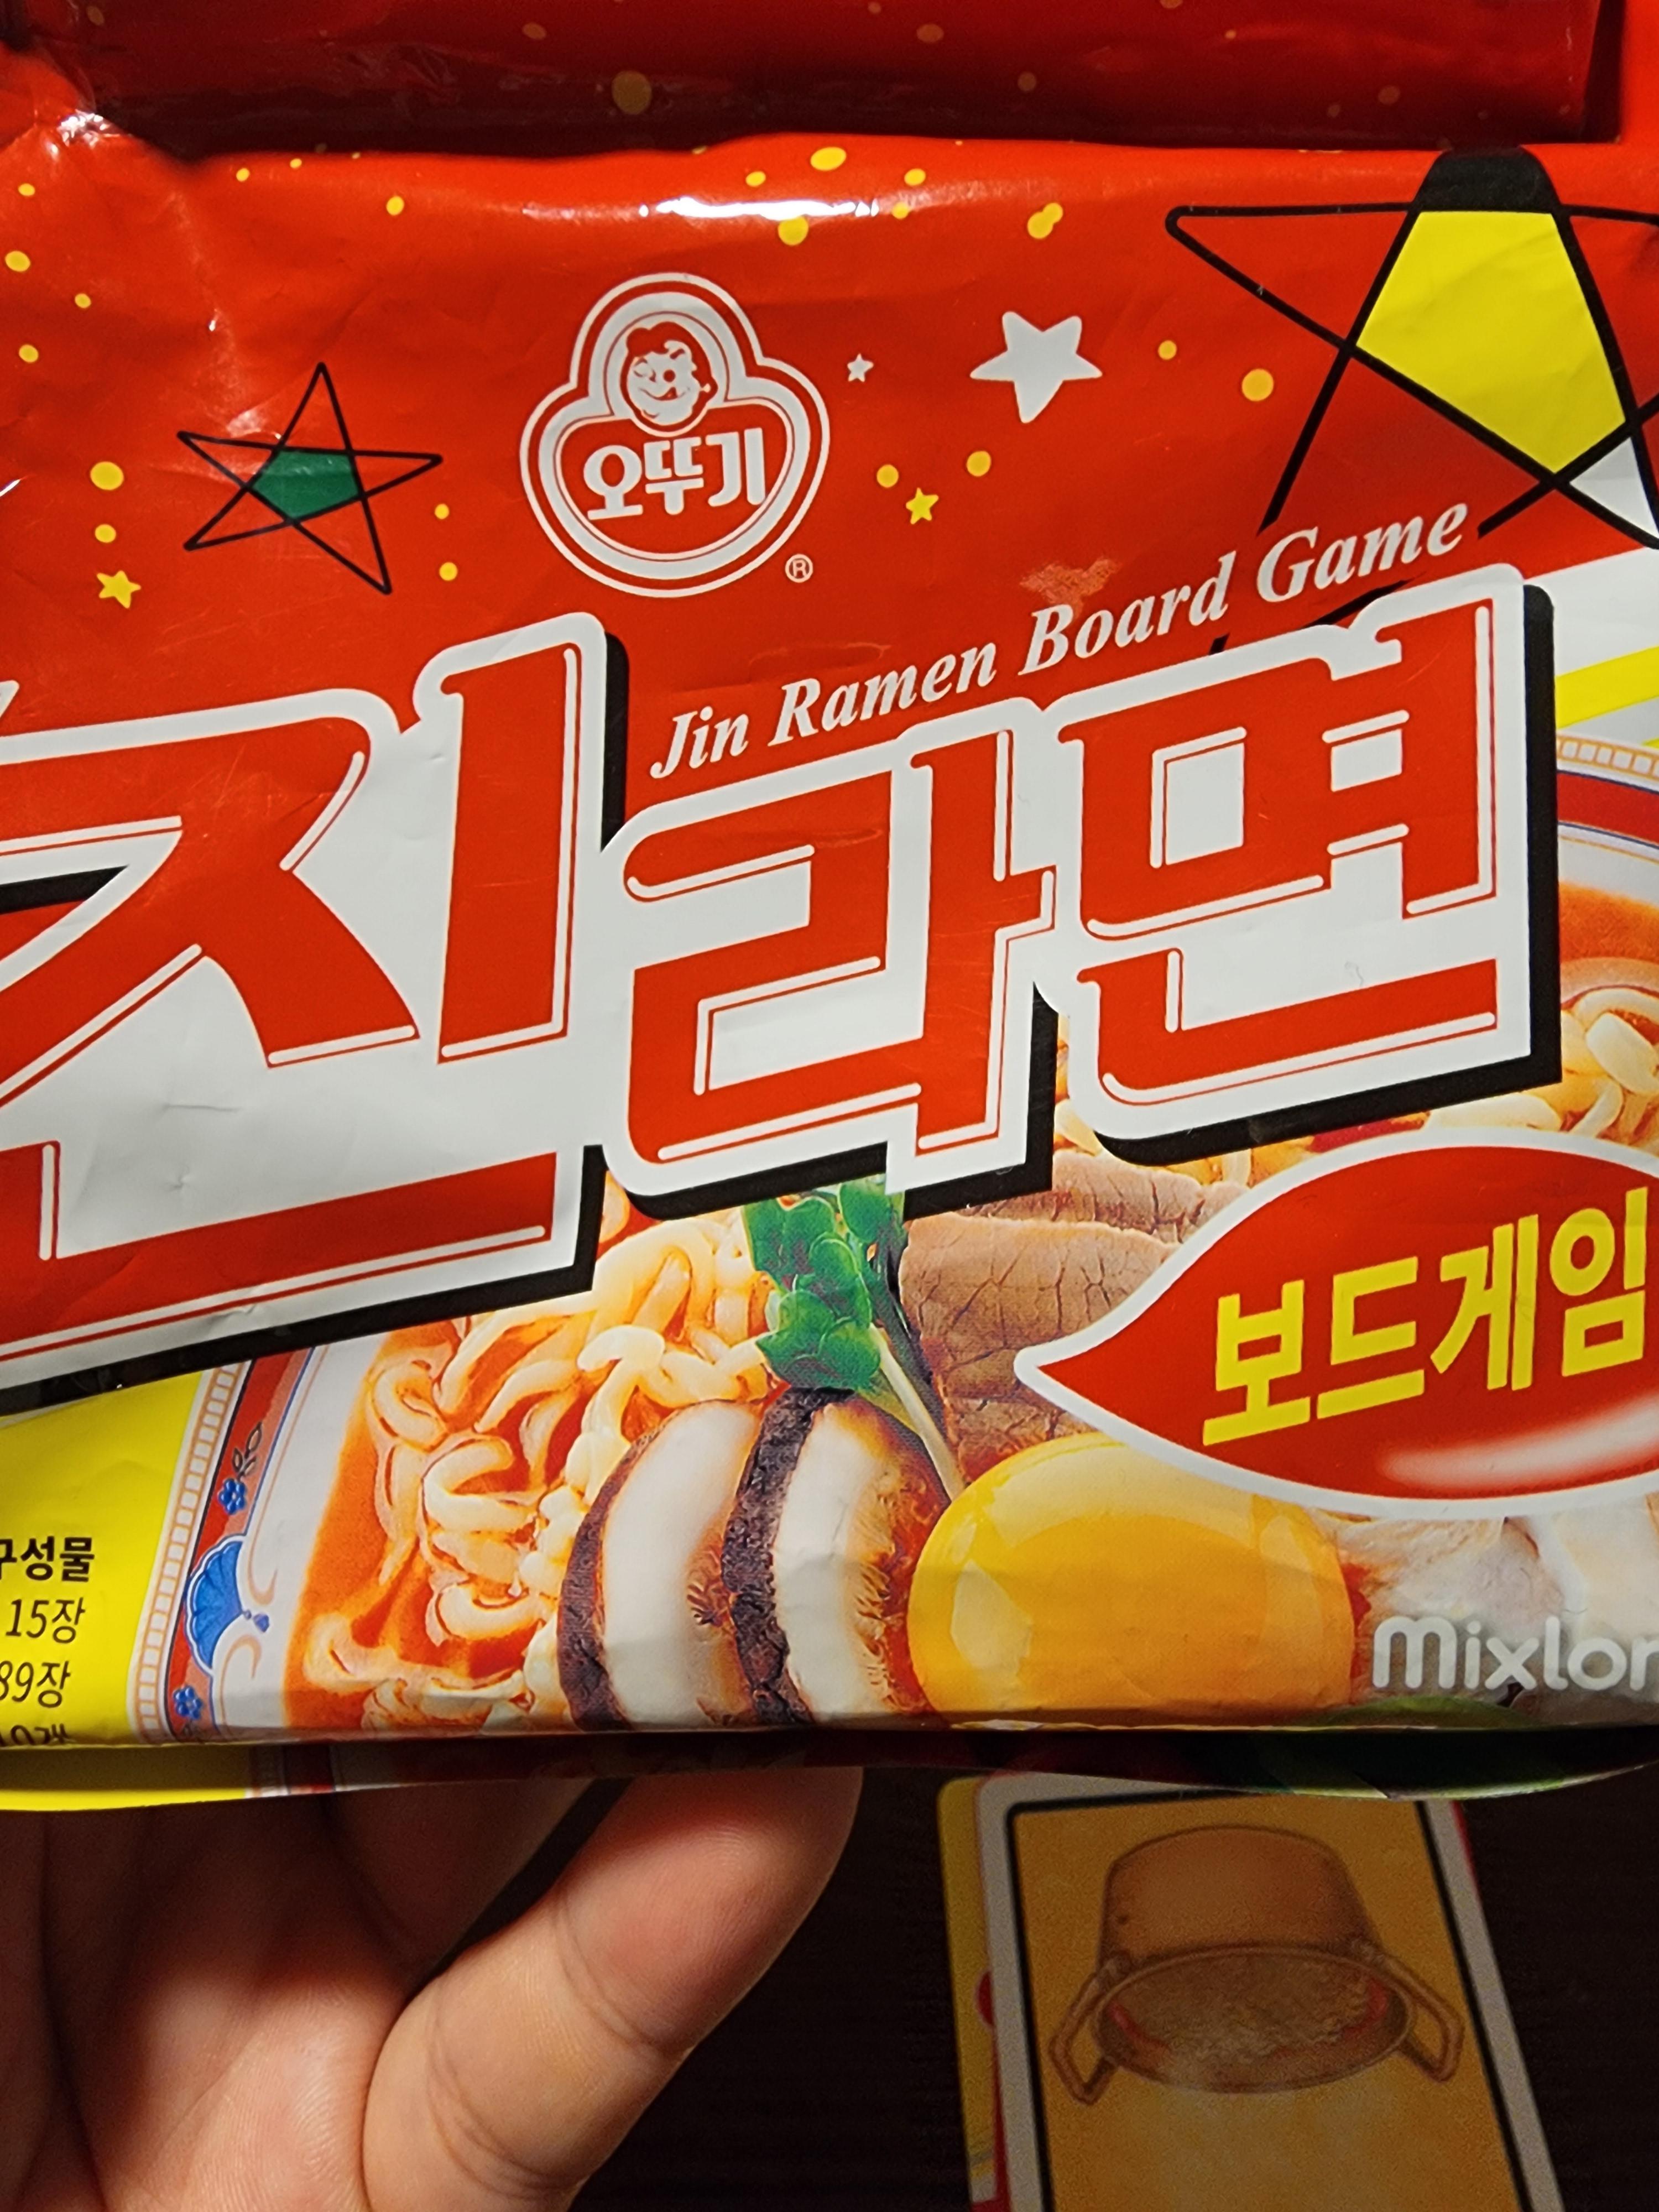 오뚜기
®
Jin Ramen Board Game
진라면
보드게임
구성물
15장
89장
Mixlor